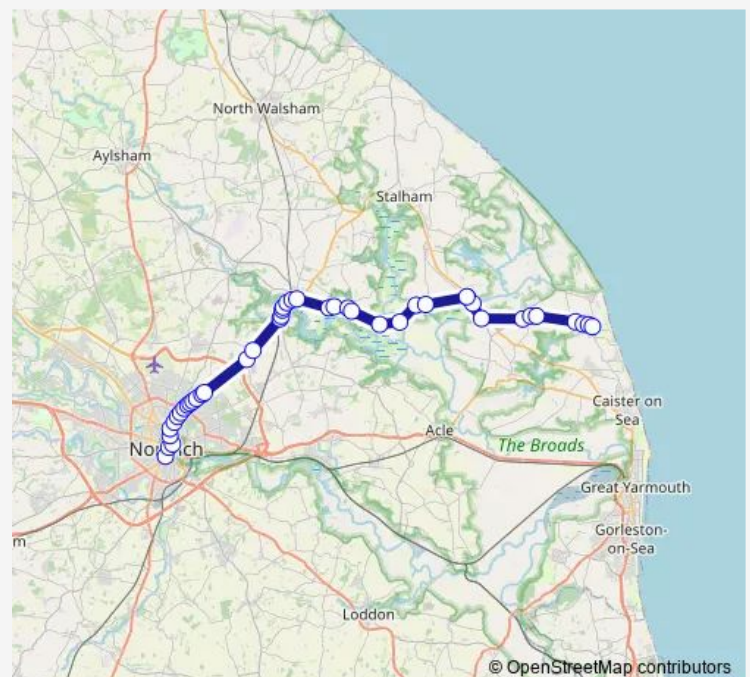 North Walsham
Aylsham
Stalham
Caister on
Sea
Acle
The Broads
Great Yarmouth
Gorleston-
on-Sea
m
Loddon
© OpenStreetMap contributors